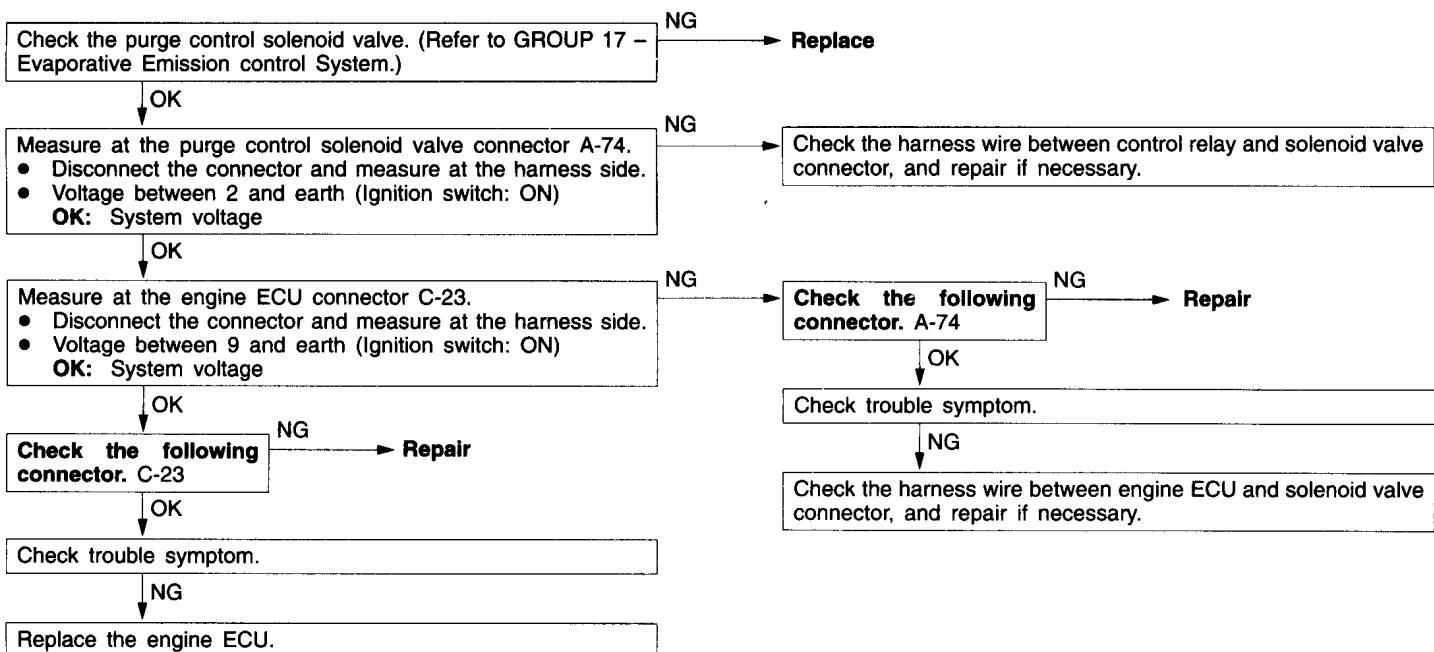 Check the purge control solenoid valve. (Refer to GROUP 17 –
Evaporative Emission control System.)
NG
Replace
OK
Measure at the purge control solenoid valve connector A-74.
● Disconnect the connector and measure at the harness side.
● Voltage between 2 and earth (Ignition switch: ON)
OK: System voltage
NG
Check the harness wire between control relay and solenoid valve
connector, and repair if necessary.
OK
Measure at the engine ECU connector C-23.
● Disconnect the connector and measure at the harness side.
● Voltage between 9 and earth (Ignition switch: ON)
OK: System voltage
NG
Check the following
connector. A-74
NG
Repair
OK
Check trouble symptom.
NG
Check the harness wire between engine ECU and solenoid valve
connector, and repair if necessary.
OK
Check the following
connector. C-23
NG
Repair
OK
Check trouble symptom.
NG
Replace the engine ECU.